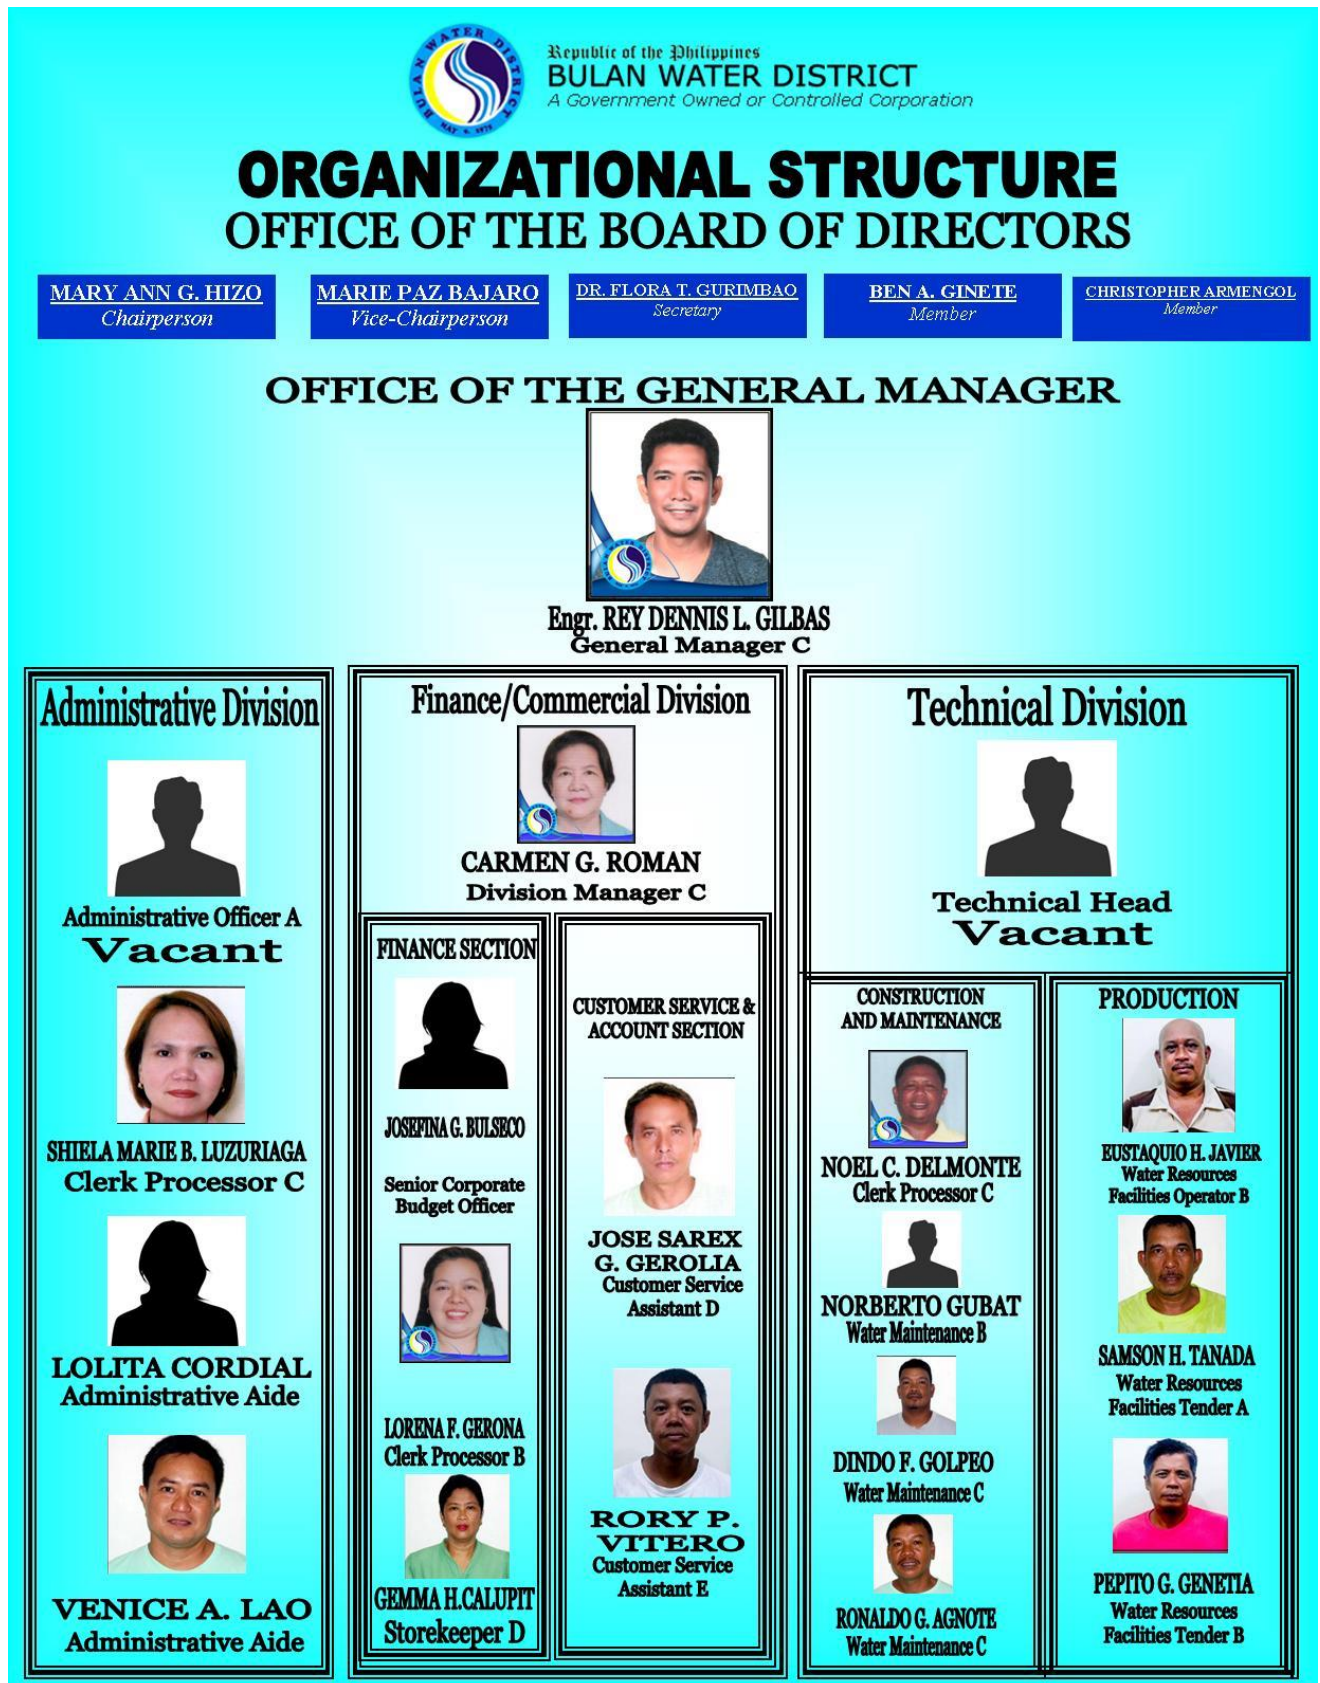 BULAN WATER DISTRICT
MAY 6, 1978
Republic of the Philippines
BULAN WATER DISTRICT
A Government Owned or Controlled Corporation
ORGANIZATIONAL STRUCTURE
OFFICE OF THE BOARD OF DIRECTORS
MARY ANN G. HIZO
Chairperson
MARIE PAZ BAJARO
Vice-Chairperson
DR. FLORA T. GURIMBAO
Secretary
BEN A. GINETE
Member
CHRISTOPHER ARMENGOL
Member
OFFICE OF THE GENERAL MANAGER
Engr. REY DENNIS L. GILBAS
General Manager C
Administrative Division
Administrative Officer A
Vacant
SHIELA MARIE B. LUZURIAGA
Clerk Processor C
LOLITA CORDIAL
Administrative Aide
VENICE A. LAO
Administrative Aide
Finance/Commercial Division
CARMEN G. ROMAN
Division Manager C
FINANCE SECTION
JOSEFINA G. BULSECO
Senior Corporate
Budget Officer
LORENA F. GERONA
Clerk Processor B
GEMMA H.CALUPIT
Storekeeper D
CUSTOMER SERVICE &
ACCOUNT SECTION
JOSE SAREX
G. GEROLIA
Customer Service
Assistant D
RORY P.
VITERO
Customer Service
Assistant E
Technical Division
Technical Head
Vacant
CONSTRUCTION
AND MAINTENANCE
NOEL C. DELMONTE
Clerk Processor C
NORBERTO GUBAT
Water Maintenance B
DINDO F. GOLPEO
Water Maintenance C
RONALDO G. AGNOTE
Water Maintenance C
PRODUCTION
EUSTAQUIO H. JAVIER
Water Resources
Facilities Operator B
SAMSON H. TANADA
Water Resources
Facilities Tender A
PEPITO G. GENETIA
Water Resources
Facilities Tender B